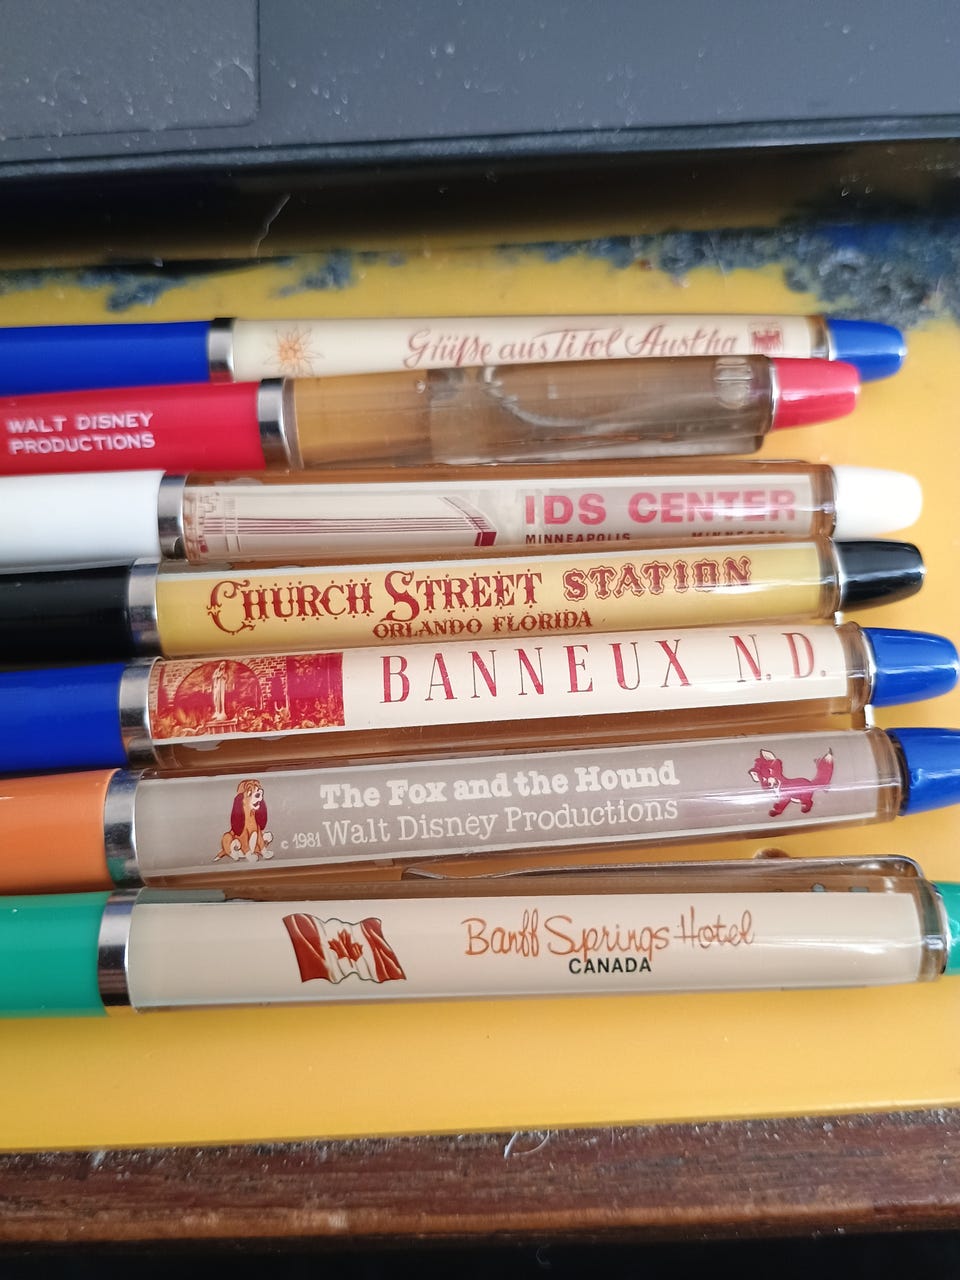 Grüße aus Tirol Austria
WALT DISNEY
PRODUCTIONS
IDS CENTER
MINNEAPOLIS MINNESOTA
CHURCH STREET STATION
ORLANDO FLORIDA
BANNEUX N.D.
The Fox and the Hound
c 1981 Walt Disney Productions
Banff Springs Hotel
CANADA